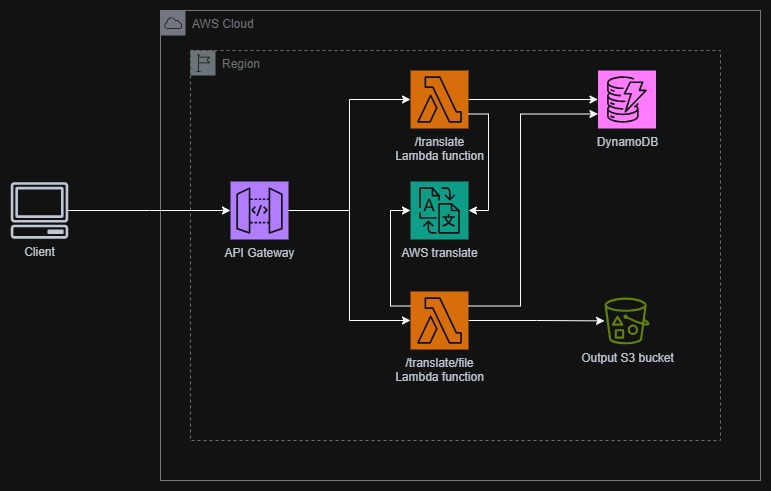 AWS Cloud
Region
/translate
Lambda function
DynamoDB
Client
API Gateway
AWS translate
/translate/file
Lambda function
Output S3 bucket